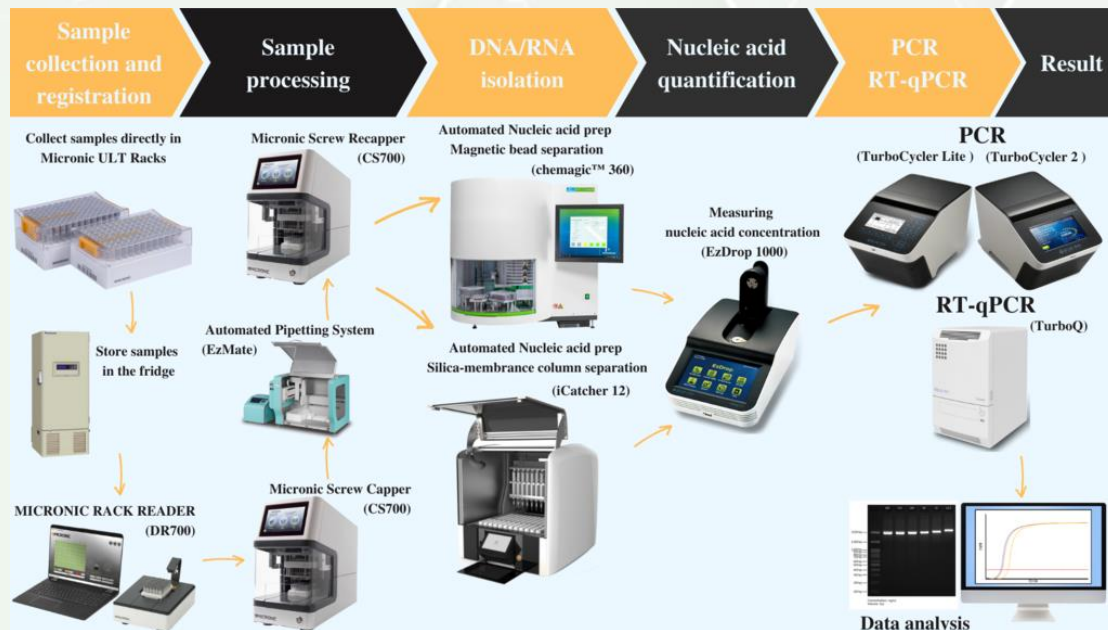 Sample
collection and
registration
Sample
processing
DNA/RNA
isolation
Nucleic acid
quantification
PCR
RT-qPCR
Result
Collect samples directly in
Micronic ULT Racks
Store samples
in the fridge
MICRONIC RACK READER
(DR700)
Micronic Screw Recapper
(CS700)
Automated Pipetting System
(EzMate)
Micronic Screw Capper
(CS700)
Automated Nucleic acid prep
Magnetic bead separation
(chemagic™ 360)
Automated Nucleic acid prep
Silica-membrance column separation
(iCatcher 12)
Measuring
nucleic acid concentration
(EzDrop 1000)
EzDrop
PCR
(TurboCycler Lite ) (TurboCycler 2 )
RT-qPCR
(TurboQ)
Data analysis